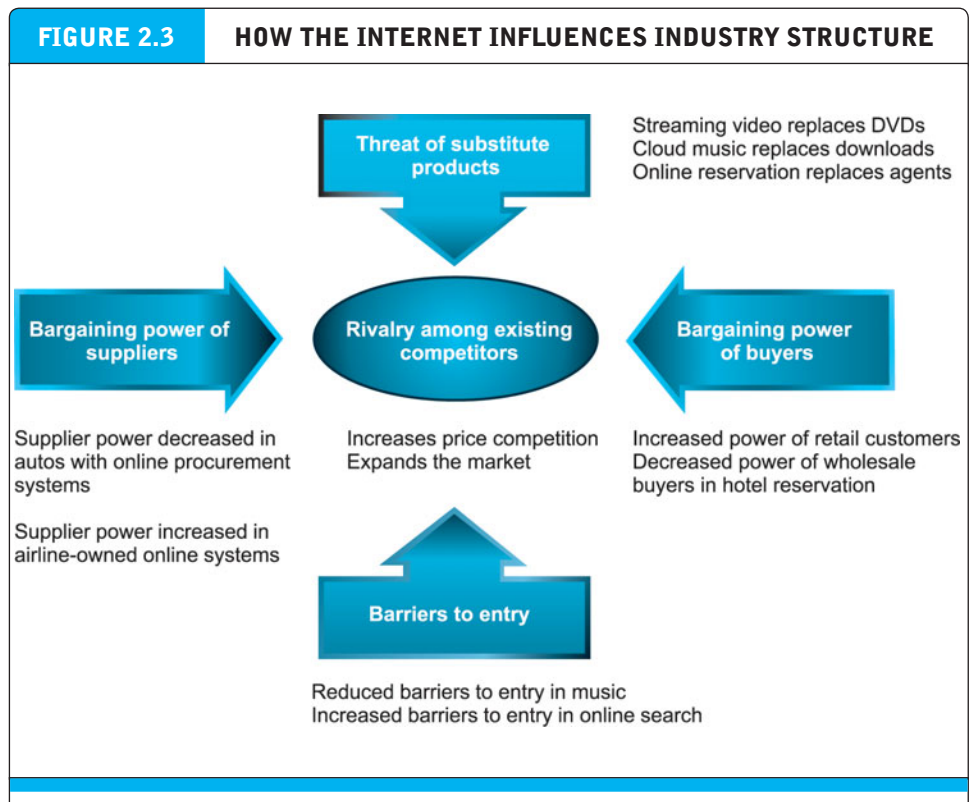 FIGURE 2.3
HOW THE INTERNET INFLUENCES INDUSTRY STRUCTURE
Threat of substitute
products
Streaming video replaces DVDs
Cloud music replaces downloads
Online reservation replaces agents
Bargaining power of
suppliers
Rivalry among existing
competitors
Bargaining power
of buyers
Supplier power decreased in
autos with online procurement
systems
Supplier power increased in
airline-owned online systems
Increases price competition
Expands the market
Increased power of retail customers
Decreased power of wholesale
buyers in hotel reservation
Barriers to entry
Reduced barriers to entry in music
Increased barriers to entry in online search